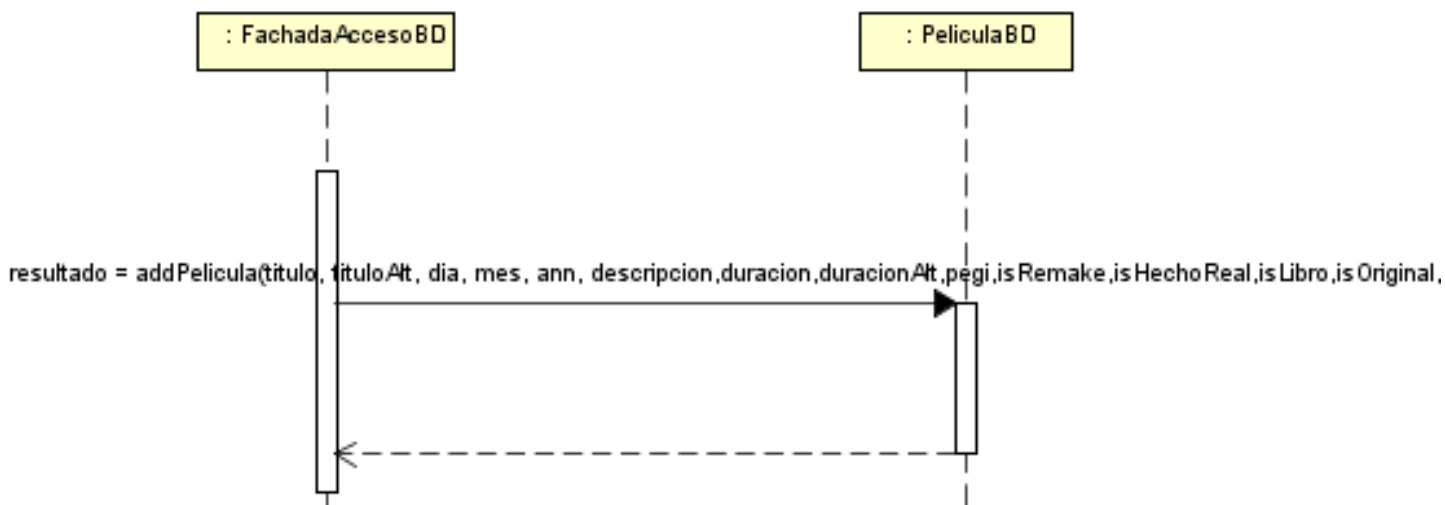 : FachadaAccesoBD
: PeliculaBD
resultado = addPelicula(titulo, tituloAlt, dia, mes, ann, descripcion,duracion,duracionAlt,pegi,isRemake,isHechoReal,isLibro,isOriginal,